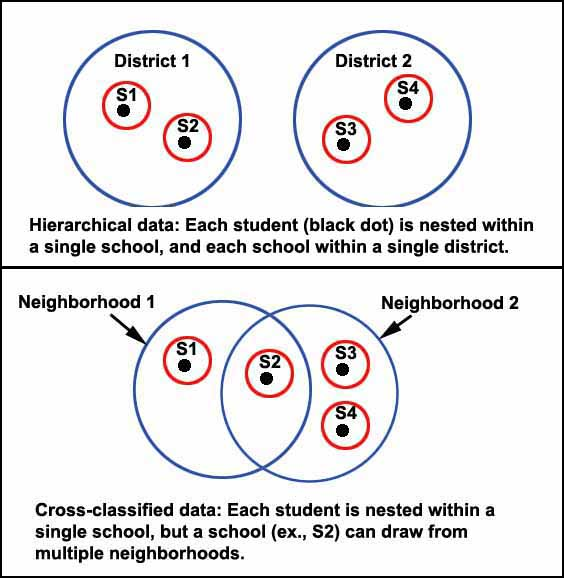 District 1
District 2
S1
S2
S3
S4
Hierarchical data: Each student (black dot) is nested within
a single school, and each school within a single district.
Neighborhood 1
Neighborhood 2
S1
S2
S3
S4
Cross-classified data: Each student is nested within a
single school, but a school (ex., S2) can draw from
multiple neighborhoods.